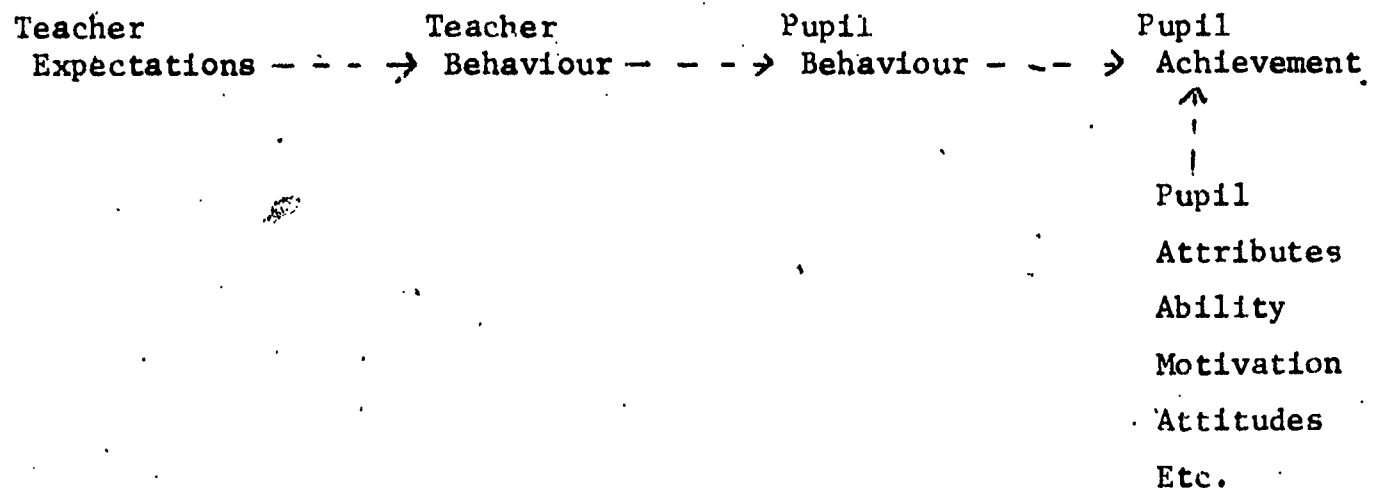 Teacher Teacher Pupil Pupil
Expectations - - - → Behaviour - - - → Behaviour - - - → Achievement
Pupil
Attributes
Ability
Motivation
Attitudes
Etc.